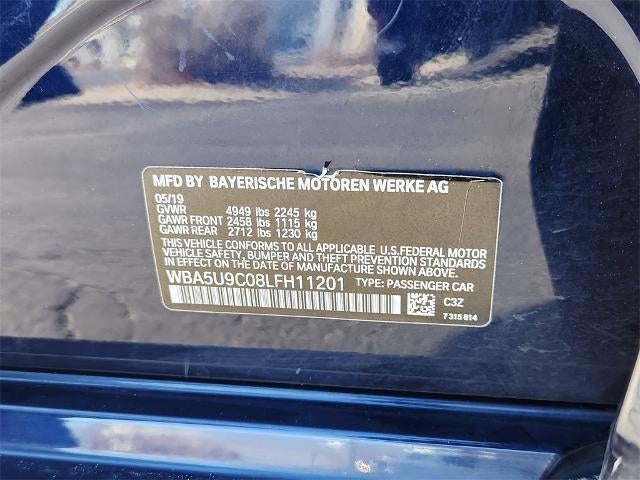 MFD BY BAYERISCHE MOTOREN WERKE AG
05/19
GVWR 4949 lbs 2245 kg
GAWR FRONT 2458 lbs 1115 kg
GAWR REAR 2712 lbs 1230 kg
THIS VEHICLE CONFORMS TO ALL APPLICABLE U.S.FEDERAL MOTOR
VEHICLE SAFETY, BUMPER, AND THEFT PREVENTION STANDARDS
IN EFFECT ON THE DATE OF MANUFACTURE SHOWN ABOVE.
WBA5U9C08LFH11201 TYPE: PASSENGER CAR
C3Z
7315814